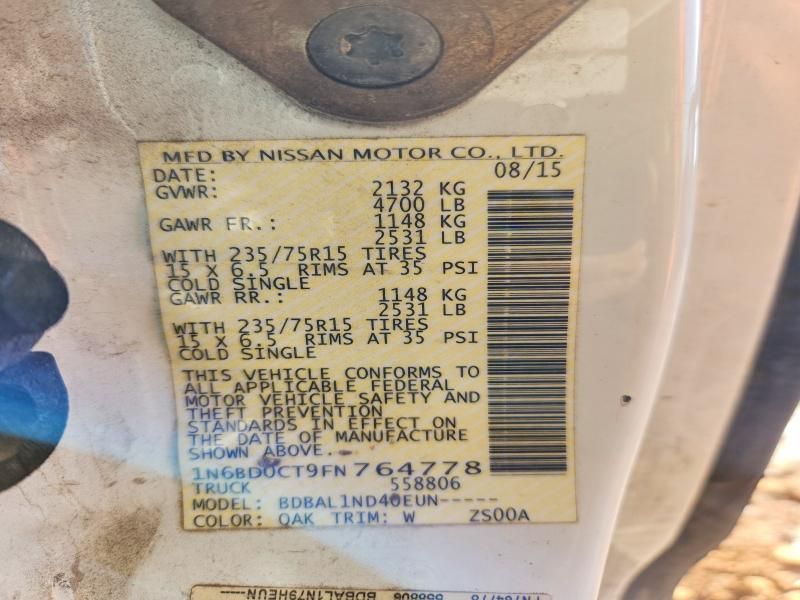 MFD BY NISSAN MOTOR CO., LTD.
DATE: 08/15
GVWR: 2132 KG
4700 LB
GAWR FR.: 1148 KG
2531 LB
WITH 235/75R15 TIRES
15 X 6.5 RIMS AT 35 PSI
COLD SINGLE
GAWR RR.: 1148 KG
2531 LB
WITH 235/75R15 TIRES
15 X 6.5 RIMS AT 35 PSI
COLD SINGLE
THIS VEHICLE CONFORMS TO
ALL APPLICABLE FEDERAL
MOTOR VEHICLE SAFETY AND
THEFT PREVENTION
STANDARDS IN EFFECT ON
THE DATE OF MANUFACTURE
SHOWN ABOVE.
1N6BD0CT9FN764778
TRUCK 558806
MODEL: BDBAL1ND40EUN-----
COLOR: QAK TRIM: W ZS00A
FN764778 558806 BDBAL1N79HEUN----